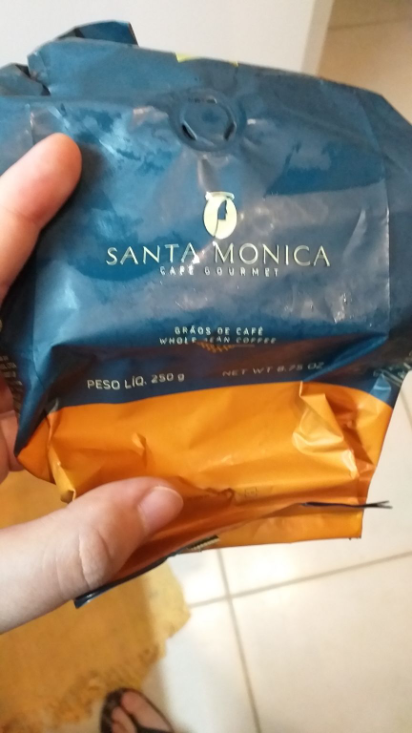 SANTA MONICA
CAFÉ GOURMET
GRÃOS DE CAFÉ
WHOLE BEAN COFFEE
PESO LÍQ. 250 g NET WT 8.75 OZ